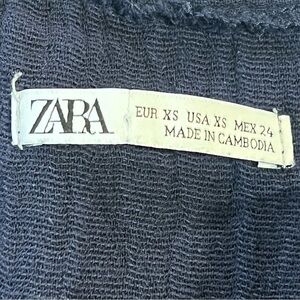 ZARA
EUR XS USA XS MEX 24
MADE IN CAMBODIA